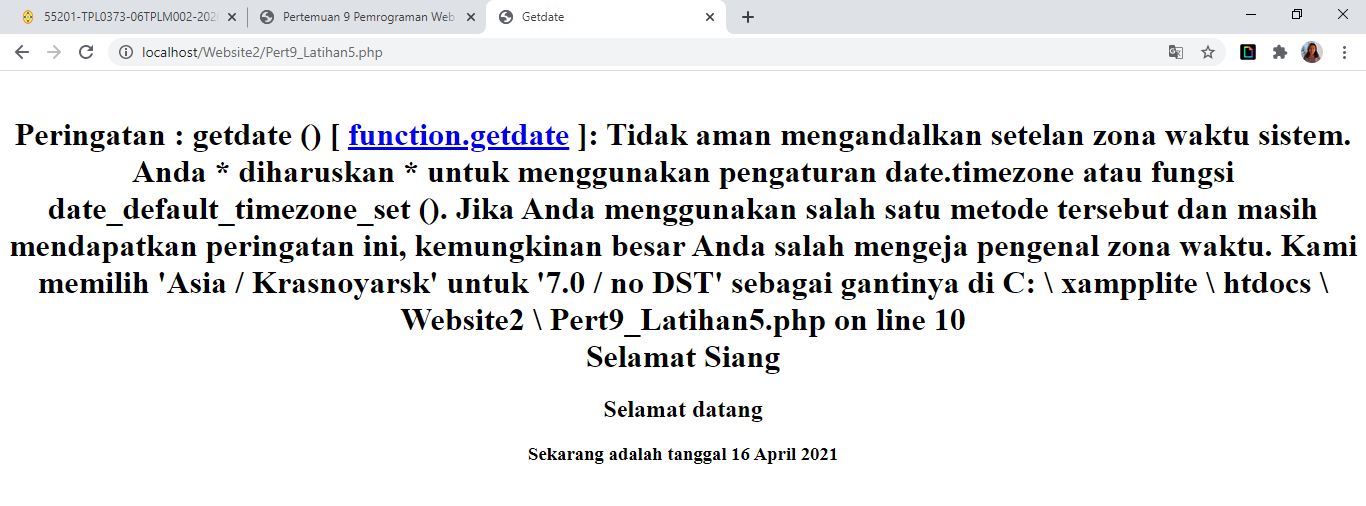 55201-TPL0373-06TPLM002-202
Pertemuan 9 Pemrograman Web
Getdate
localhost/Website2/Pert9_Latihan5.php
Peringatan : getdate () [ function.getdate ]: Tidak aman mengandalkan setelan zona waktu sistem.
Anda * diharuskan * untuk menggunakan pengaturan date.timezone atau fungsi
date_default_timezone_set (). Jika Anda menggunakan salah satu metode tersebut dan masih
mendapatkan peringatan ini, kemungkinan besar Anda salah mengeja pengenal zona waktu. Kami
memilih 'Asia / Krasnoyarsk' untuk '7.0 / no DST' sebagai gantinya di C: \ xampplite \ htdocs \
Website2 \ Pert9_Latihan5.php on line 10
Selamat Siang
Selamat datang
Sekarang adalah tanggal 16 April 2021